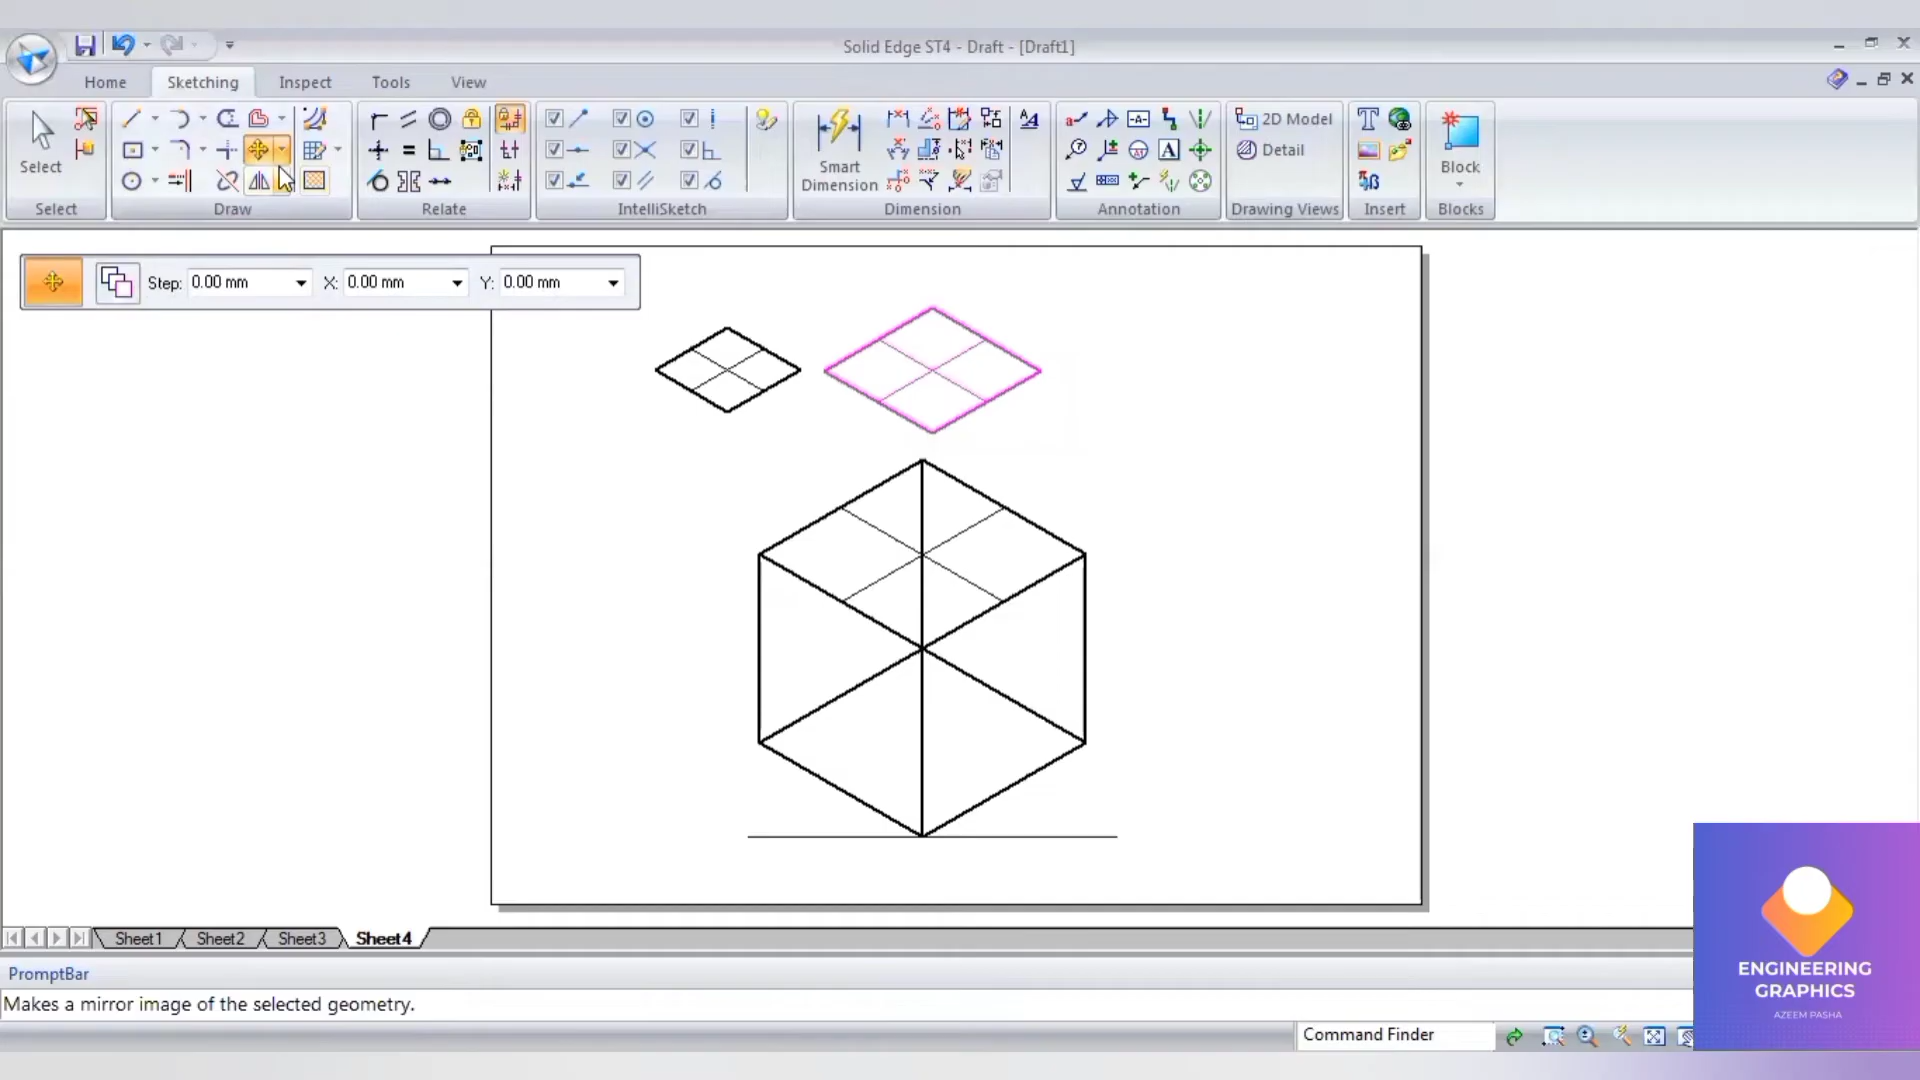 Solid Edge ST4 - Draft - [Draft1]
Home
Sketching
Inspect
Tools
View
Select
Smart
Dimension
2D Model
Detail
Block
Select
Draw
Relate
IntelliSketch
Dimension
Annotation
Drawing Views
Insert
Blocks
Step: 0.00 mm
X: 0.00 mm
Y: 0.00 mm
Sheet1
Sheet2
Sheet3
Sheet4
PromptBar
Makes a mirror image of the selected geometry.
Command Finder
ENGINEERING
GRAPHICS
AZEEM PASHA